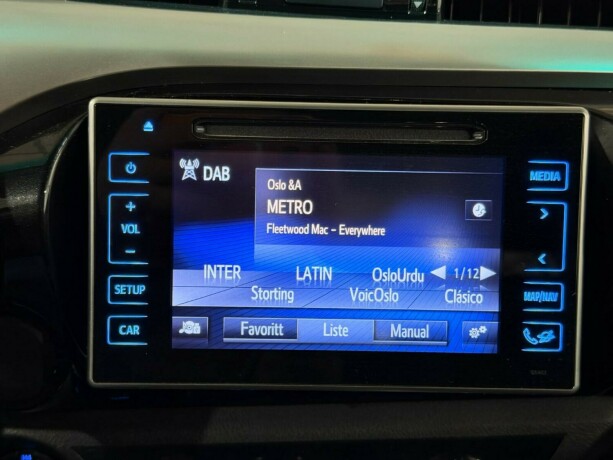 DAB
Oslo &A
METRO
Fleetwood Mac – Everywhere
INTER LATIN OsloUrdu 1/12
Storting VoicOslo Clásico
Favoritt Liste Manual
+
VOL
–
SETUP
CAR
MEDIA
MAP/NAV